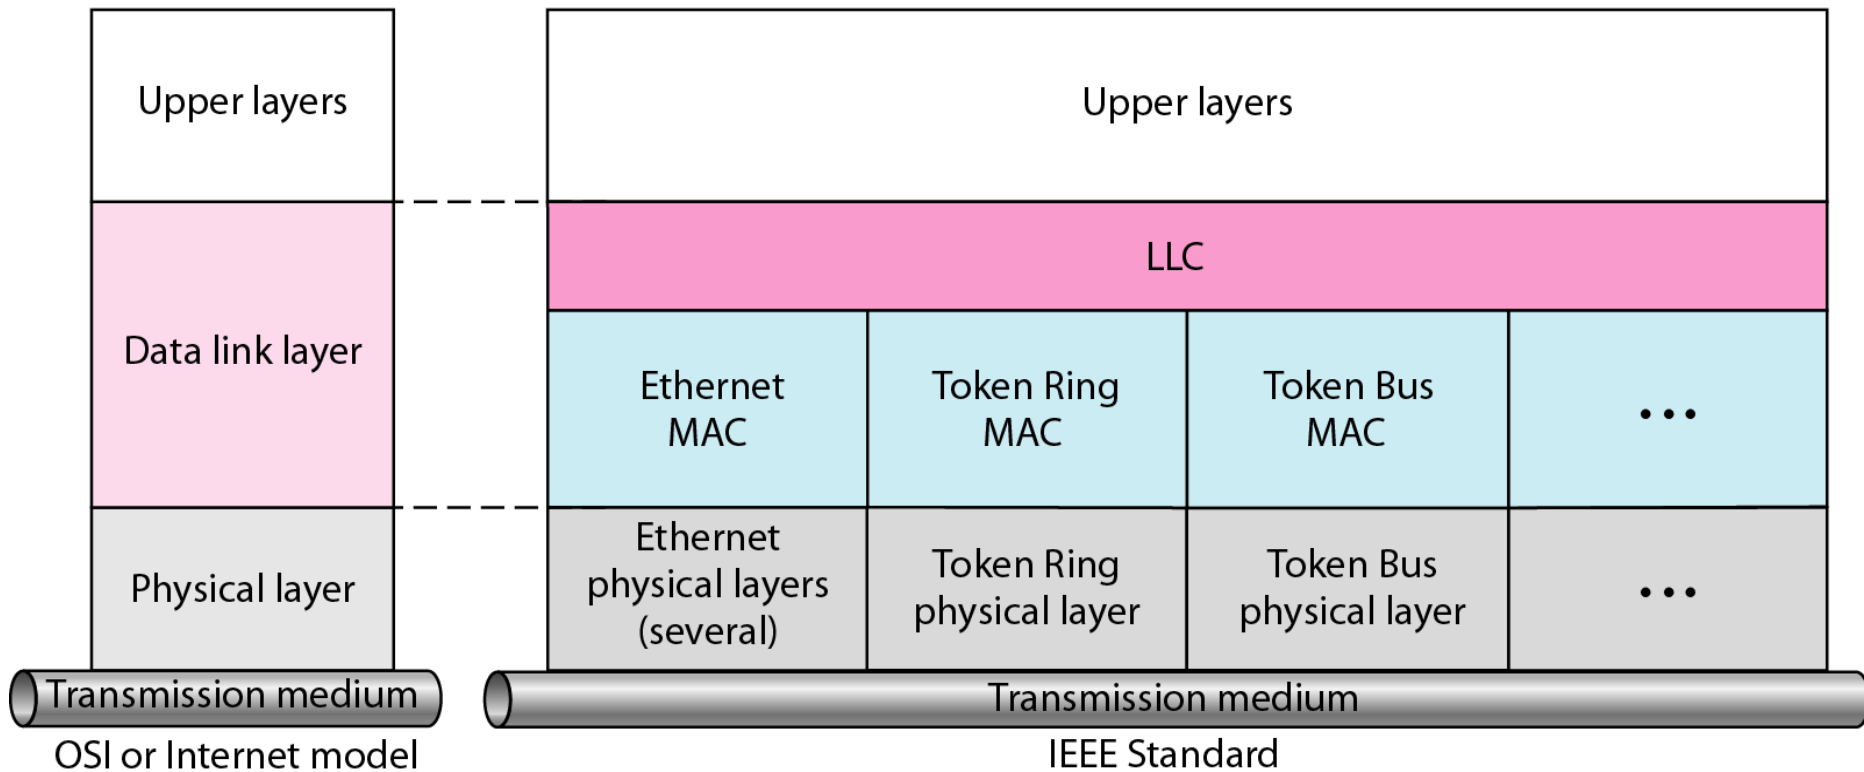 Upper layers
Data link layer
Physical layer
Transmission medium
OSI or Internet model
Upper layers
LLC
Ethernet
MAC
Token Ring
MAC
Token Bus
MAC
...
Ethernet
physical layers
(several)
Token Ring
physical layer
Token Bus
physical layer
...
Transmission medium
IEEE Standard